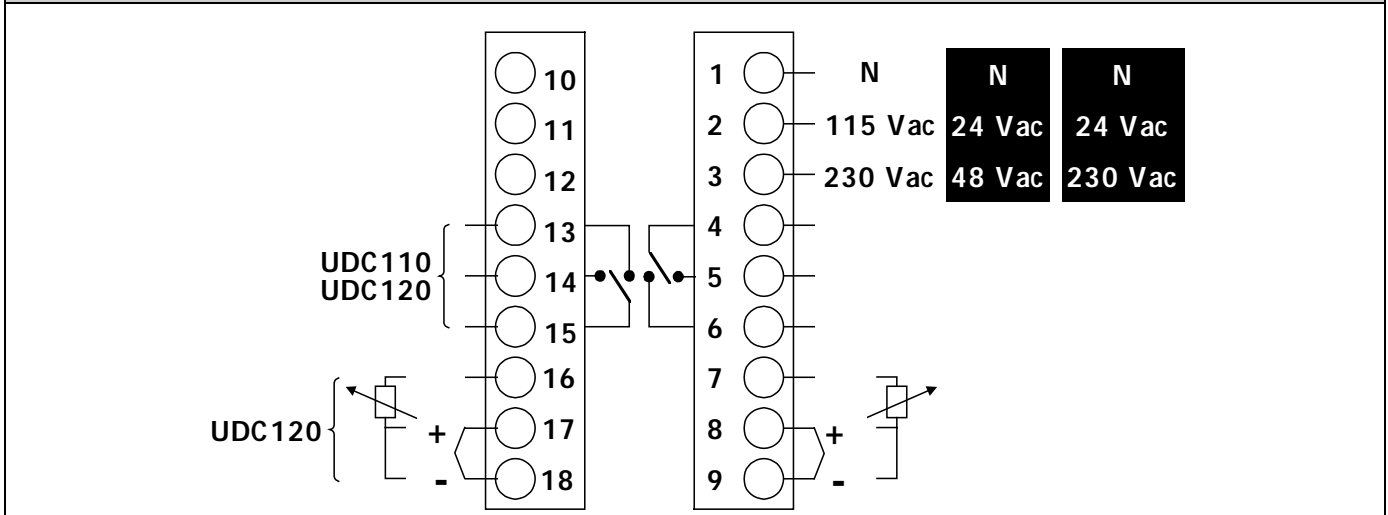 10 1 N N N
11 2 115 Vac 24 Vac 24 Vac
12 3 230 Vac 48 Vac 230 Vac
13 4
UDC110
14 5
UDC120
15 6
16 7
UDC120 + 17 8 +
- 18 9 -